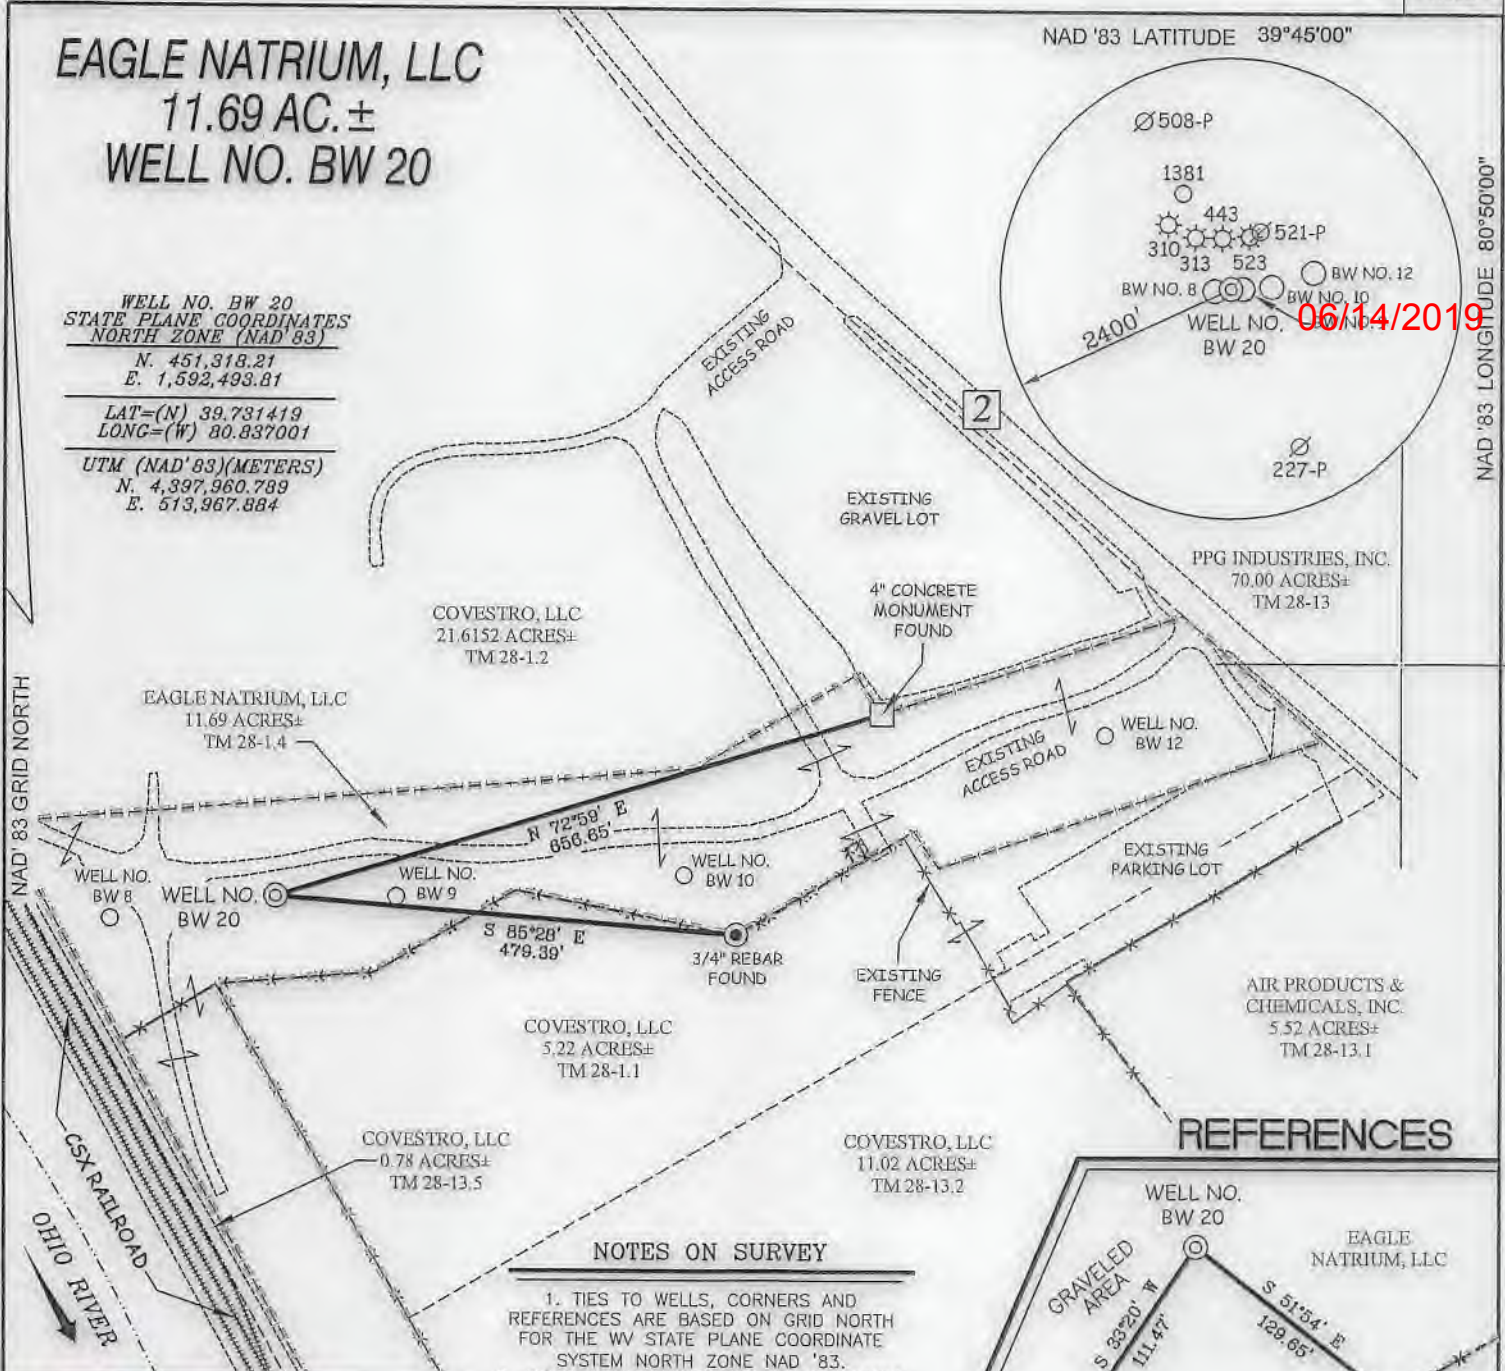 EAGLE NATRIUM, LLC
11.69 AC. ±
WELL NO. BW 20
NAD '83 LATITUDE 39°45'00"
NAD '83 LONGITUDE 80°50'00"
508-P
1381
443
521-P
310
313
523
BW NO. 12
BW NO. 8
BW NO. 10
BW NO.
06/14/2019
WELL NO.
BW 20
2400'
227-P
WELL NO. BW 20
STATE PLANE COORDINATES
NORTH ZONE (NAD'83)
N. 451,318.21
E. 1,592,493.81
LAT=(N) 39.731419
LONG=(W) 80.837001
UTM (NAD'83)(METERS)
N. 4,397,960.789
E. 513,967.884
EXISTING
ACCESS ROAD
2
EXISTING
GRAVEL LOT
PPG INDUSTRIES, INC.
70.00 ACRES±
TM 28-13
4" CONCRETE
MONUMENT
FOUND
COVESTRO, LLC
21.6152 ACRES±
TM 28-1.2
NAD '83 GRID NORTH
EAGLE NATRIUM, LLC
11.69 ACRES±
TM 28-1.4
WELL NO.
BW 12
EXISTING
ACCESS ROAD
N 72°59' E
656.65'
EXISTING
PARKING LOT
WELL NO.
BW 8
WELL NO.
BW 20
WELL NO.
BW 9
WELL NO.
BW 10
S 85°28' E
479.39'
3/4" REBAR
FOUND
EXISTING
FENCE
AIR PRODUCTS &
CHEMICALS, INC.
5.52 ACRES±
TM 28-13.1
COVESTRO, LLC
5.22 ACRES±
TM 28-1.1
COVESTRO, LLC
0.78 ACRES±
TM 28-13.5
COVESTRO, LLC
11.02 ACRES±
TM 28-13.2
CSX RAILROAD
OHIO RIVER
REFERENCES
WELL NO.
BW 20
GRAVELED
AREA
EAGLE
NATRIUM, LLC
S 33°20' W
111.47'
S 51°54' E
129.65'
NOTES ON SURVEY
1. TIES TO WELLS, CORNERS AND
REFERENCES ARE BASED ON GRID NORTH
FOR THE WV STATE PLANE COORDINATE
SYSTEM NORTH ZONE NAD '83.